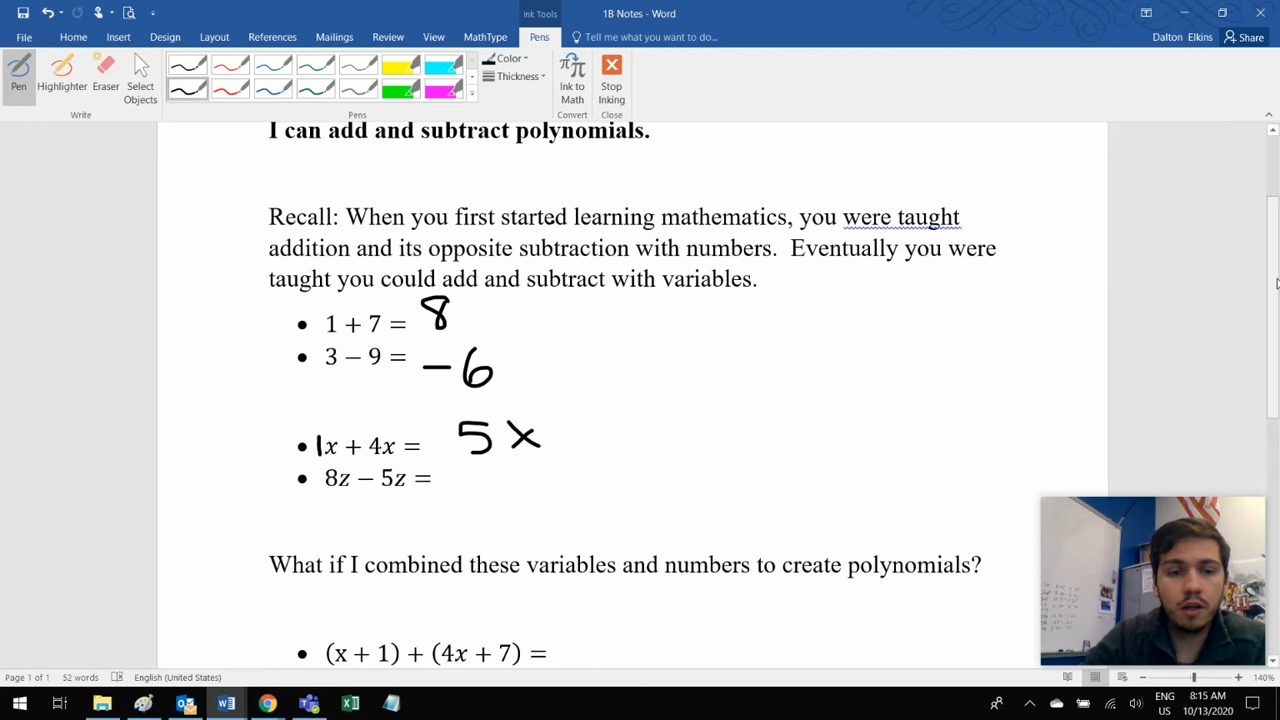 Ink Tools
1B Notes - Word
File Home Insert Design Layout References Mailings Review View MathType Pens Tell me what you want to do...
Dalton Elkins Share
Pen
Highlighter
Eraser
Select Objects
Color
Thickness
Ink to Math
Stop Inking
Write Pens Convert Close
I can add and subtract polynomials.
Recall: When you first started learning mathematics, you were taught
addition and its opposite subtraction with numbers. Eventually you were
taught you could add and subtract with variables.
• 1 + 7 = 8
• 3 − 9 = −6
• 1x + 4x = 5x
• 8z − 5z =
What if I combined these variables and numbers to create polynomials?
• (x + 1) + (4x + 7) =
Page 1 of 1 52 words English (United States) 140%
ENG 8:15 AM
US 10/13/2020